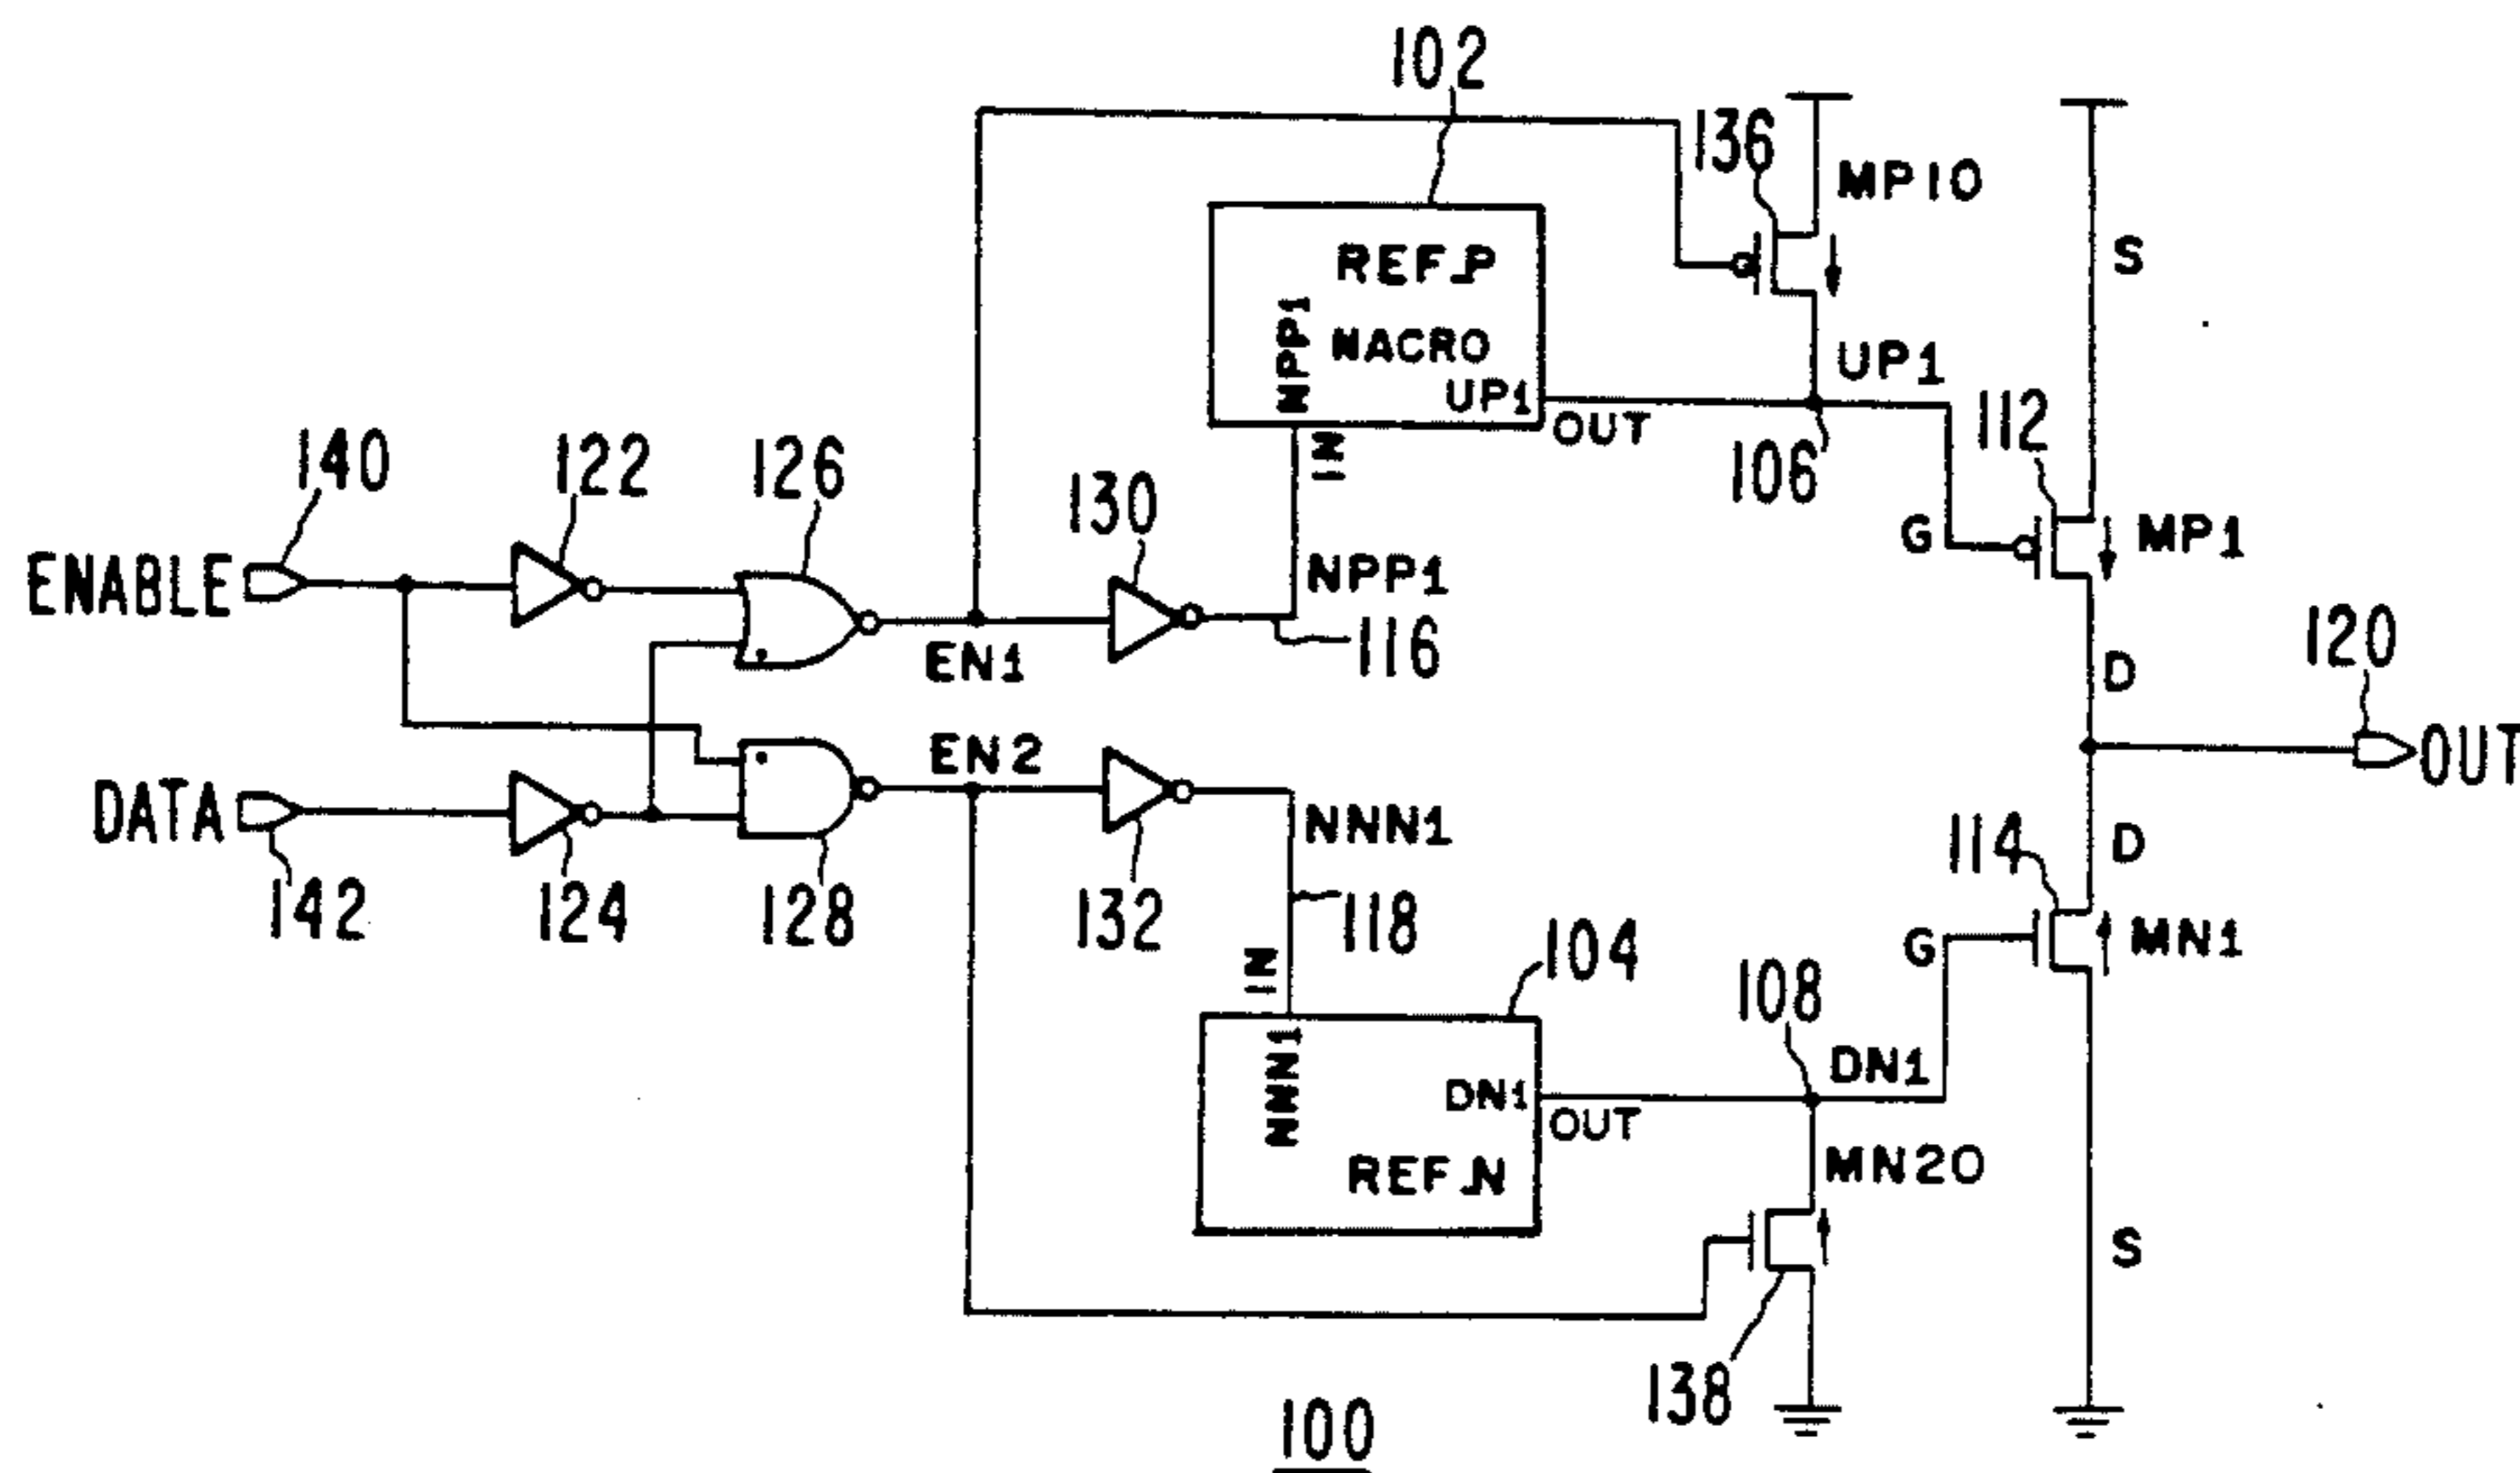 102
136
MP10
S
REF_P
NPP1
MACRO
UP1
UP1
OUT
IN
106
112
G
MP1
140
122
126
130
ENABLE
NPP1
116
EN1
D
120
OUT
EN2
DATA
NNN1
142
124
128
132
118
IN
114
D
G
MN1
104
108
NNN1
DN1
DN1
OUT
REF_N
MN20
S
138
100